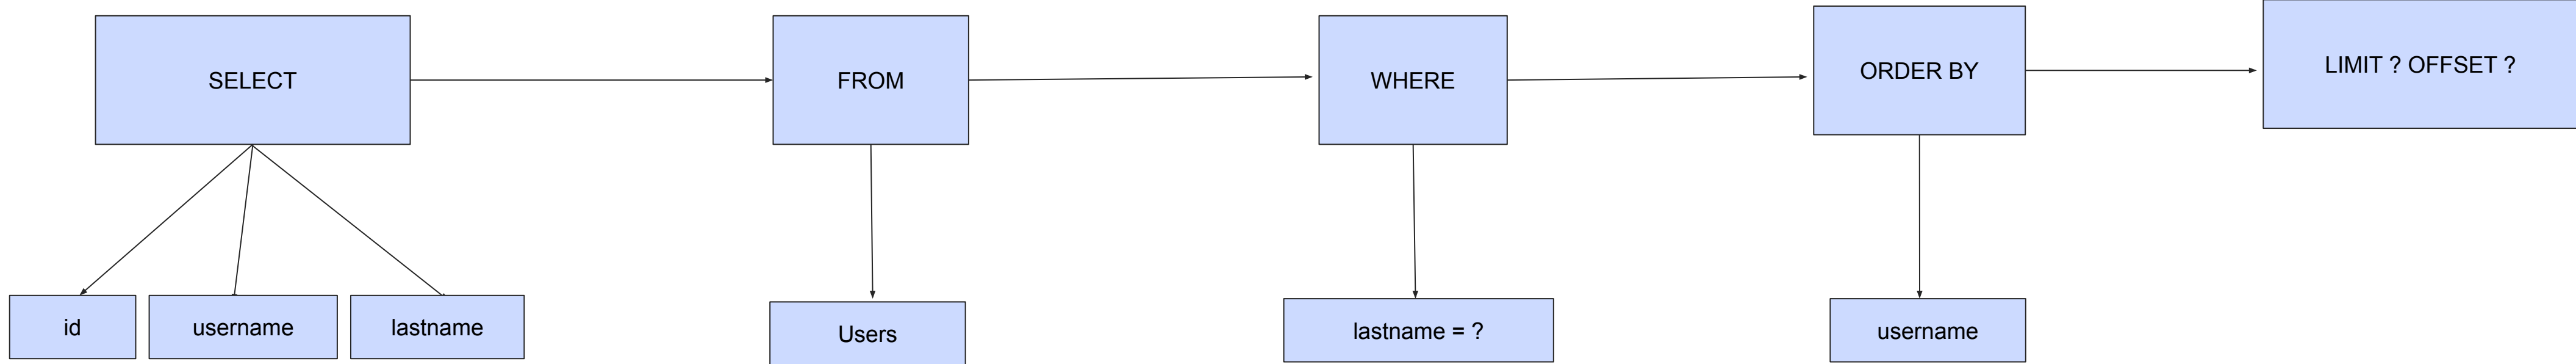 SELECT
FROM
WHERE
ORDER BY
LIMIT ? OFFSET ?
id
username
lastname
Users
lastname = ?
username